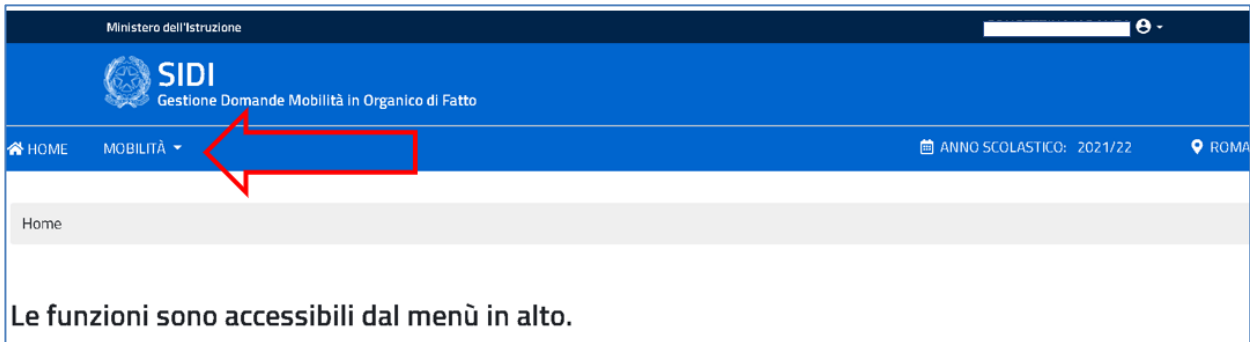 Ministero dell'Istruzione
SIDI
Gestione Domande Mobilità in Organico di Fatto
HOME MOBILITÀ ANNO SCOLASTICO: 2021/22 ROMA
Home
Le funzioni sono accessibili dal menù in alto.